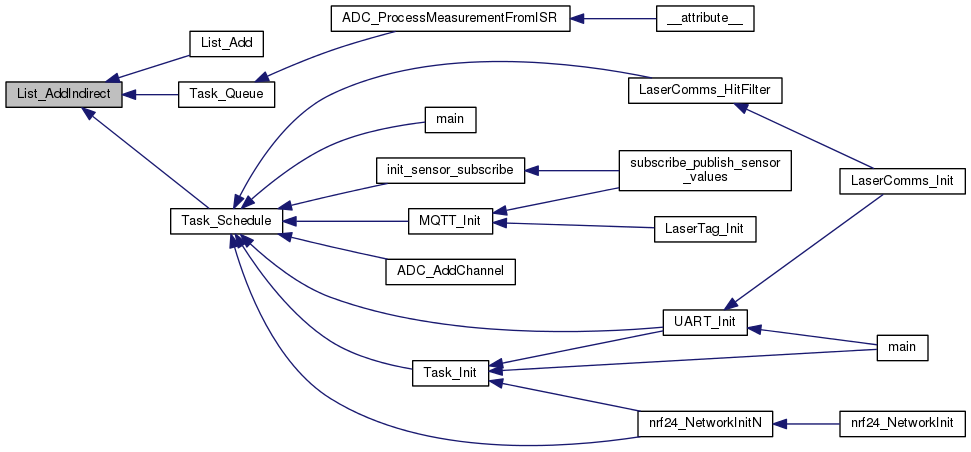 ADC_ProcessMeasurementFromISR
__attribute__
List_Add
List_AddIndirect
Task_Queue
LaserComms_HitFilter
main
init_sensor_subscribe
subscribe_publish_sensor
_values
LaserComms_Init
Task_Schedule
MQTT_Init
LaserTag_Init
ADC_AddChannel
UART_Init
main
Task_Init
nrf24_NetworkInitN
nrf24_NetworkInit